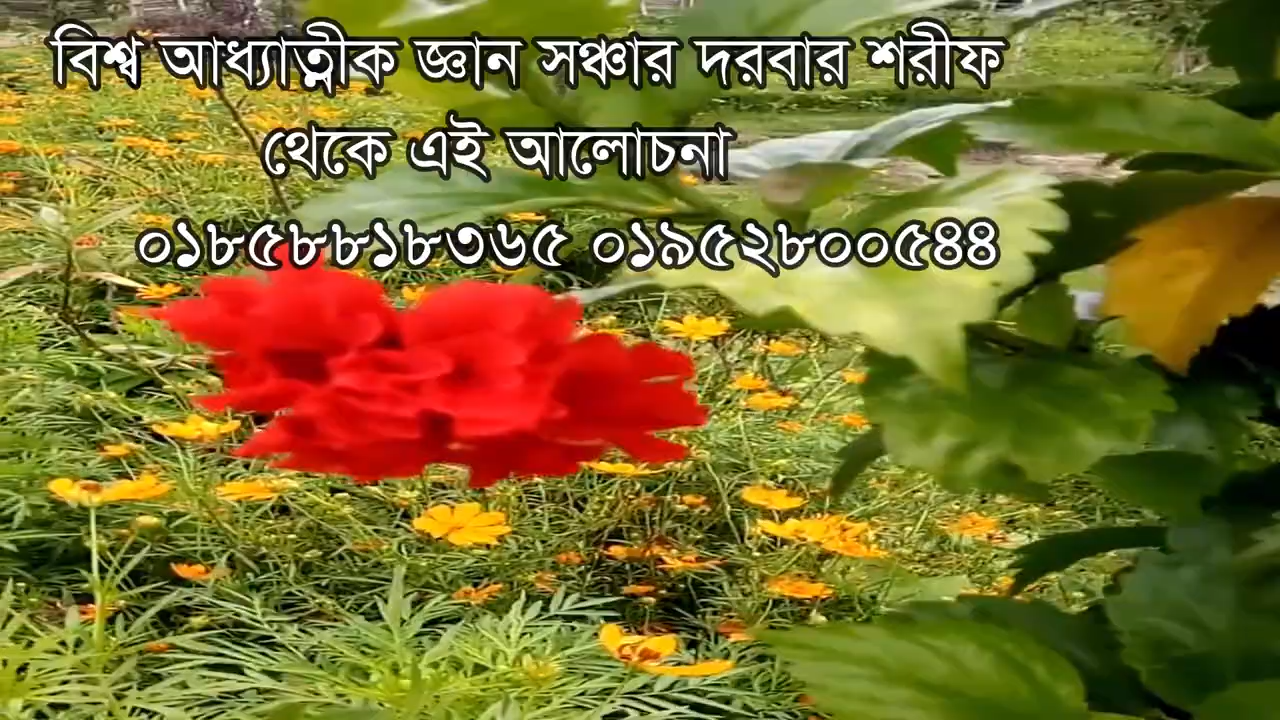 বিশ্ব আধ্যাত্নীক জ্ঞান সঞ্চার দরবার শরীফ
থেকে এই আলোচনা
০১৮৫৮৮১৮৩৬৫ ০১৯৫২৮০০৫৪৪